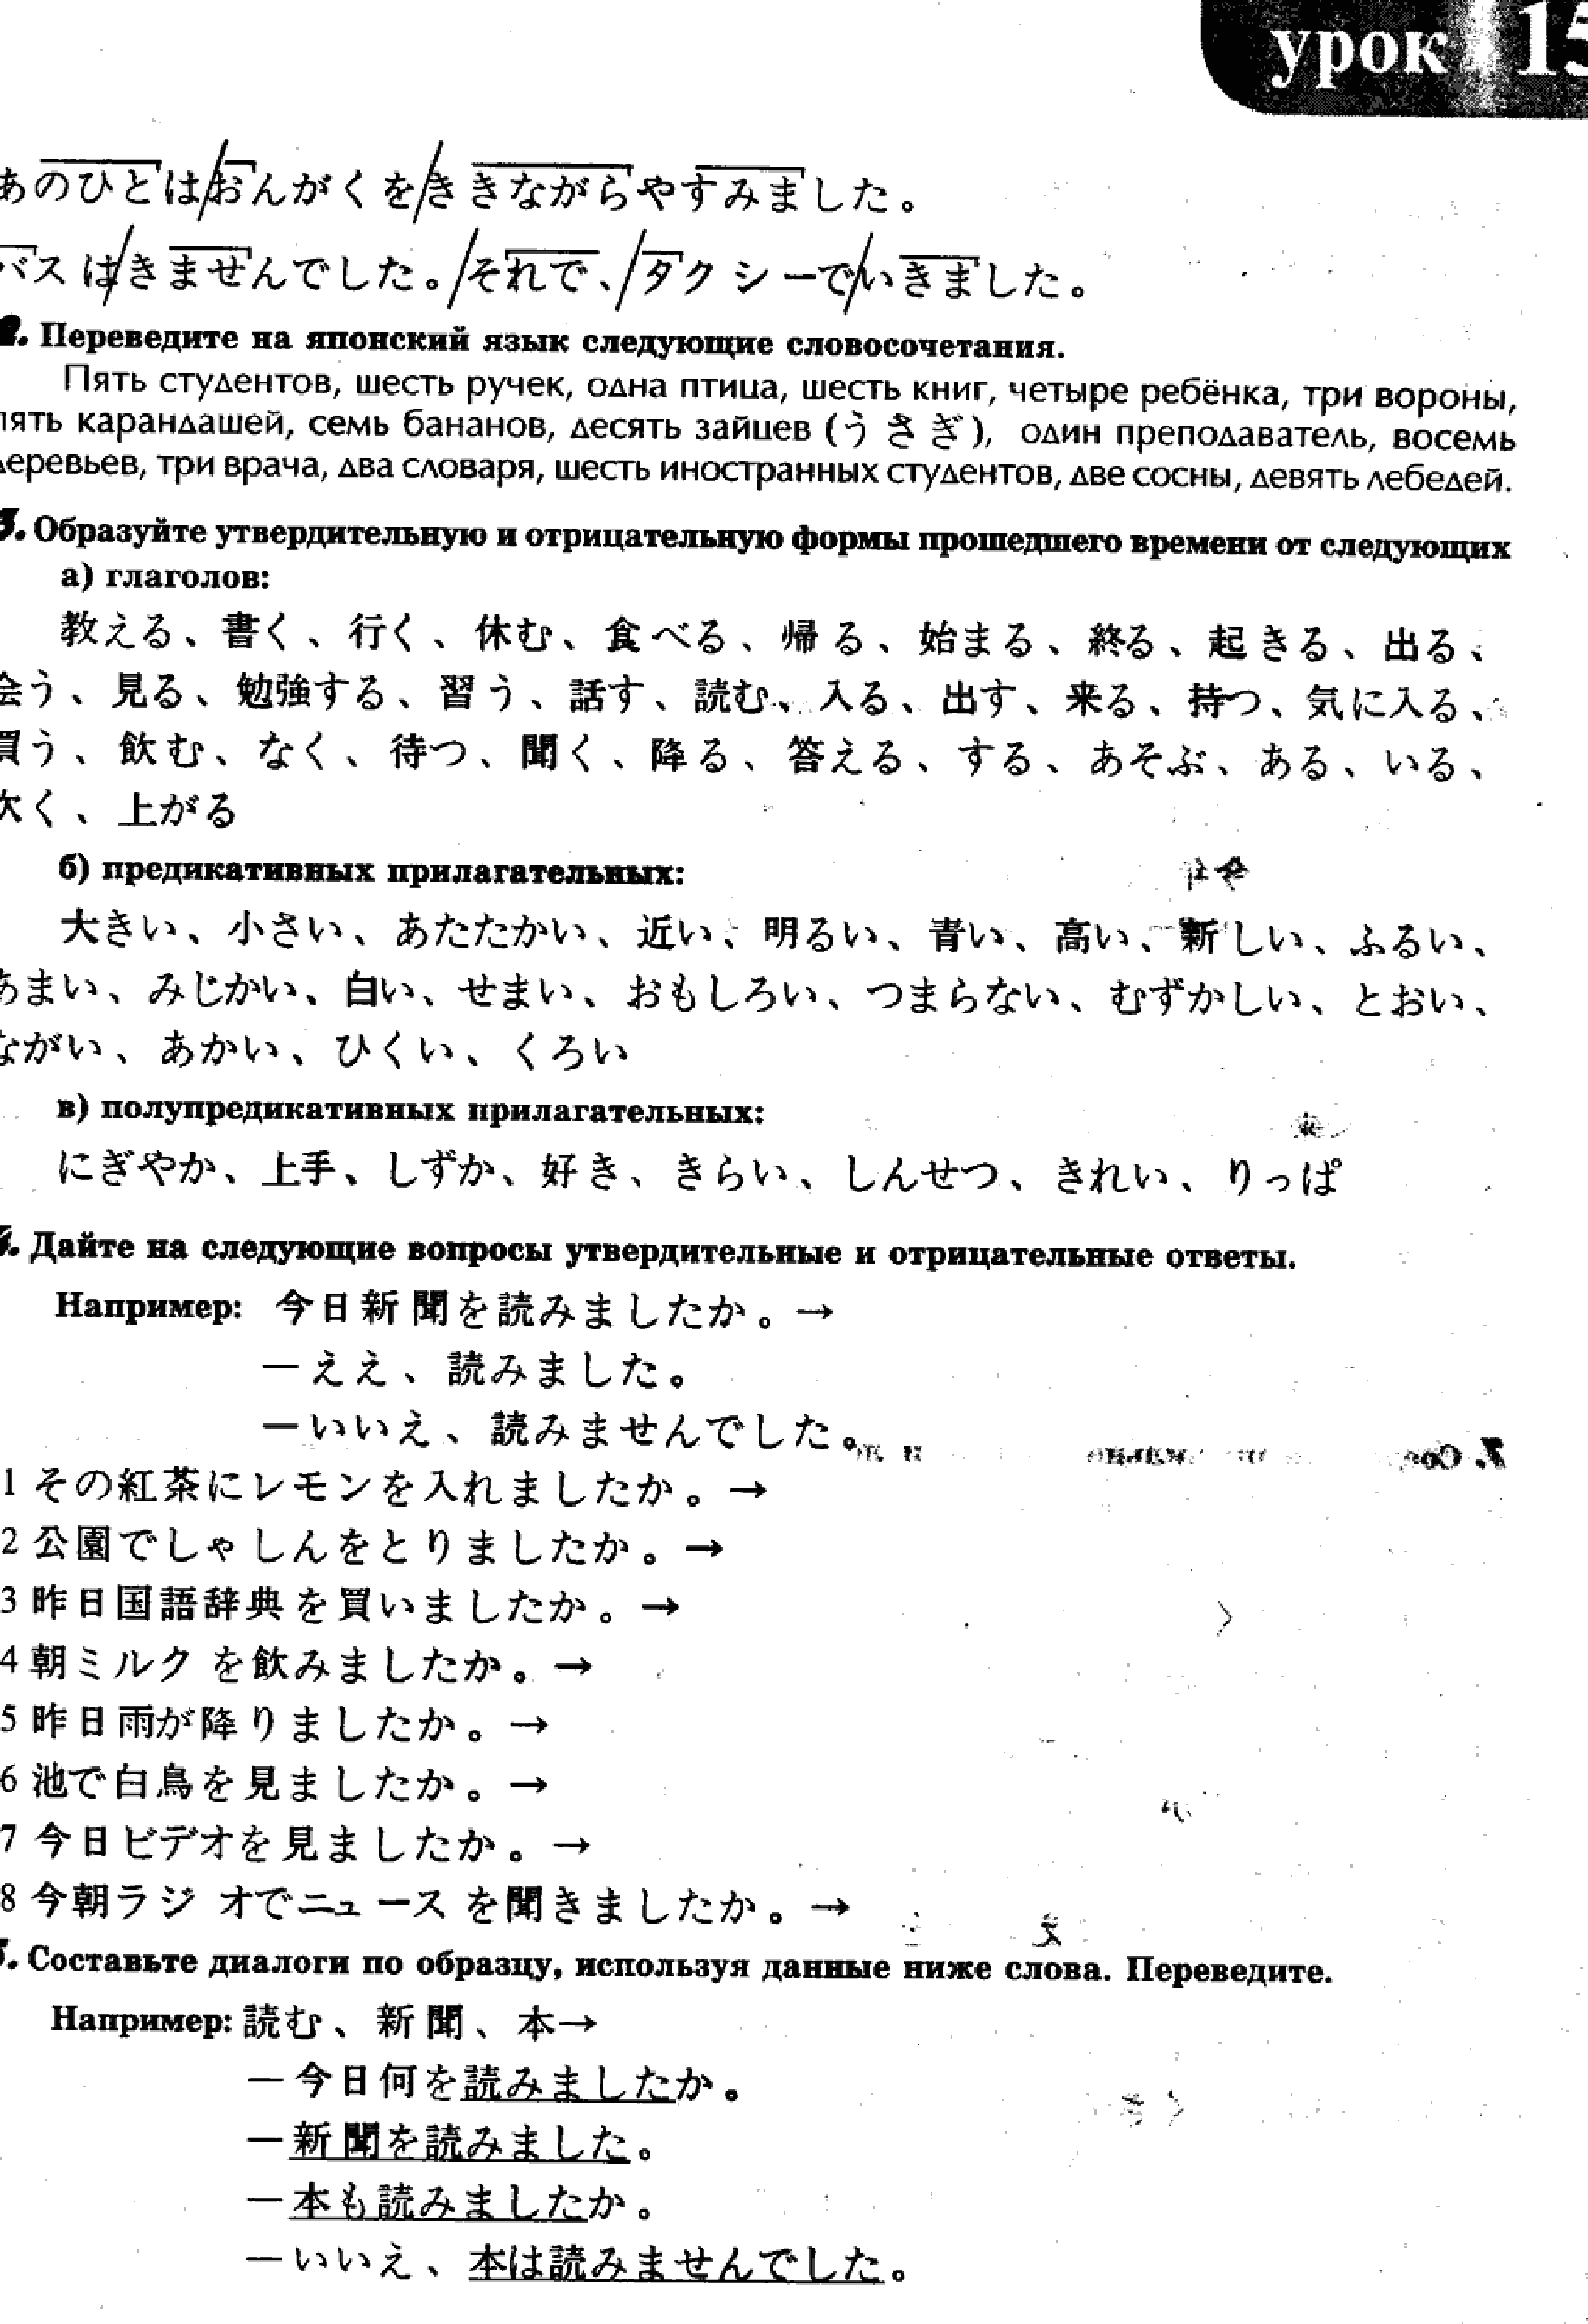 урок 15
あのひとは/おんがくを/ききながらやすみました。
バスは/きませんでした。/それで、/タクシーで/いきました。
2. Переведите на японский язык следующие словосочетания.
Пять студентов, шесть ручек, одна птица, шесть книг, четыре ребёнка, три вороны,
пять карандашей, семь бананов, десять зайцев (うさぎ), один преподаватель, восемь
деревьев, три врача, два словаря, шесть иностранных студентов, две сосны, девять лебедей.
3. Образуйте утвердительную и отрицательную формы прошедшего времени от следующих
а) глаголов:
教える、書く、行く、休む、食べる、帰る、始まる、終る、起きる、出る、
会う、見る、勉強する、習う、話す、読む、入る、出す、来る、持つ、気に入る、
買う、飲む、なく、待つ、聞く、降る、答える、する、あそぶ、ある、いる、
吹く、上がる
б) предикативных прилагательных:
大きい、小さい、あたたかい、近い、明るい、青い、高い、新しい、ふるい、
あまい、みじかい、白い、せまい、おもしろい、つまらない、むずかしい、とおい、
ながい、あかい、ひくい、くろい
в) полупредикативных прилагательных:
にぎやか、上手、しずか、好き、きらい、しんせつ、きれい、りっぱ
4. Дайте на следующие вопросы утвердительные и отрицательные ответы.
Например: 今日新聞を読みましたか。→
—ええ、読みました。
—いいえ、読みませんでした。
1 その紅茶にレモンを入れましたか。→
2 公園でしゃしんをとりましたか。→
3 昨日国語辞典を買いましたか。→
4 朝ミルクを飲みましたか。→
5 昨日雨が降りましたか。→
6 池で白鳥を見ましたか。→
7 今日ビデオを見ましたか。→
8 今朝ラジオでニュースを聞きましたか。→
5. Составьте диалоги по образцу, используя данные ниже слова. Переведите.
Например: 読む、新聞、本→
—今日何を読みましたか。
—新聞を読みました。
—本も読みましたか。
—いいえ、本は読みませんでした。